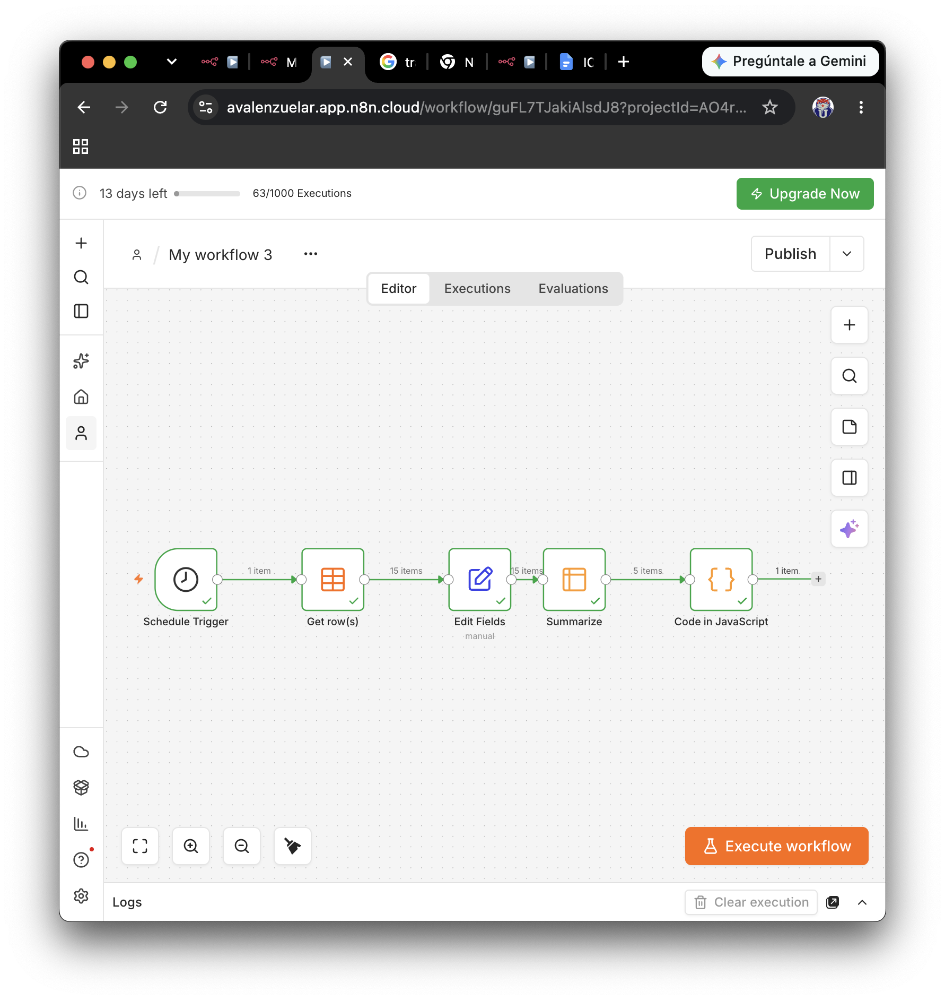 M
tr
N
IC
Pregúntale a Gemini
avalenzuelar.app.n8n.cloud/workflow/guFL7TJakiAlsdJ8?projectId=AO4r...
13 days left
63/1000 Executions
Upgrade Now
My workflow 3
Publish
Editor
Executions
Evaluations
1 item
15 items
15 items
5 items
1 item
Schedule Trigger
Get row(s)
Edit Fields
manual
Summarize
Code in JavaScript
Execute workflow
Logs
Clear execution